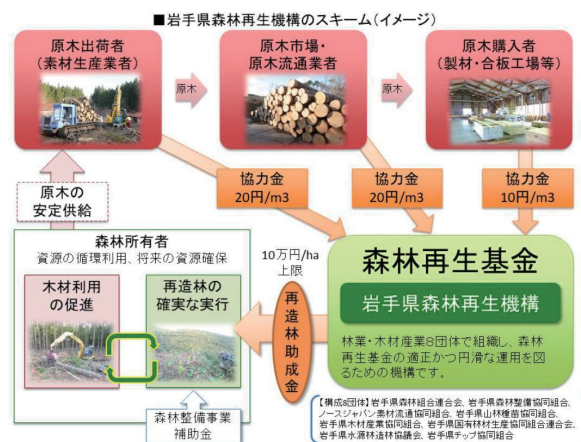 ■岩手県森林再生機構のスキーム(イメージ)
原木出荷者
(素材生産業者)
原木
原木市場・
原木流通業者
原木
原木購入者
(製材・合板工場等)
協力金
20円/m3
協力金
20円/m3
協力金
10円/m3
原木の
安定供給
森林所有者
資源の循環利用、将来の資源確保
木材利用
の促進
再造林の
確実な実行
森林整備事業
補助金
10万円/ha
上限
再造林助成金
森林再生基金
岩手県森林再生機構
林業・木材産業8団体で組織し、森林
再生基金の適正かつ円滑な運用を図
るための機構です。
【構成8団体】岩手県森林組合連合会、岩手県森林整備協同組合、
ノースジャパン素材流通協同組合、岩手県山林種苗協同組合、
岩手県木材産業協同組合、岩手県国有林材生産協同組合連合会、
岩手県水源林造林協議会、岩手県チップ協同組合